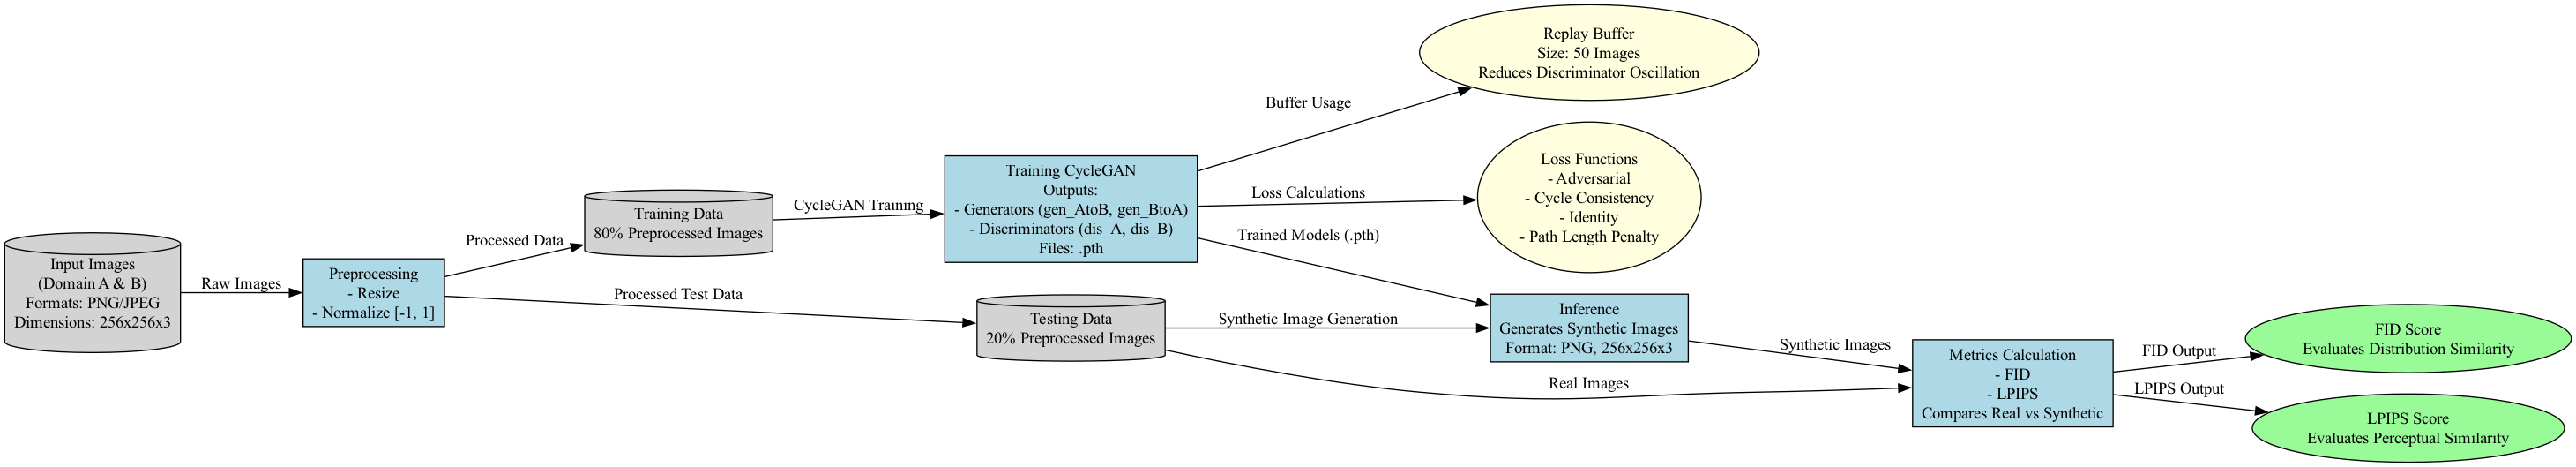 Input Images
(Domain A & B)
Formats: PNG/JPEG
Dimensions: 256x256x3
Raw Images
Preprocessing
- Resize
- Normalize [-1, 1]
Processed Data
Processed Test Data
Training Data
80% Preprocessed Images
CycleGAN Training
Training CycleGAN
Outputs:
- Generators (gen_AtoB, gen_BtoA)
- Discriminators (dis_A, dis_B)
Files: .pth
Testing Data
20% Preprocessed Images
Buffer Usage
Loss Calculations
Trained Models (.pth)
Synthetic Image Generation
Real Images
Replay Buffer
Size: 50 Images
Reduces Discriminator Oscillation
Loss Functions
- Adversarial
- Cycle Consistency
- Identity
- Path Length Penalty
Inference
Generates Synthetic Images
Format: PNG, 256x256x3
Synthetic Images
Metrics Calculation
- FID
- LPIPS
Compares Real vs Synthetic
FID Output
LPIPS Output
FID Score
Evaluates Distribution Similarity
LPIPS Score
Evaluates Perceptual Similarity